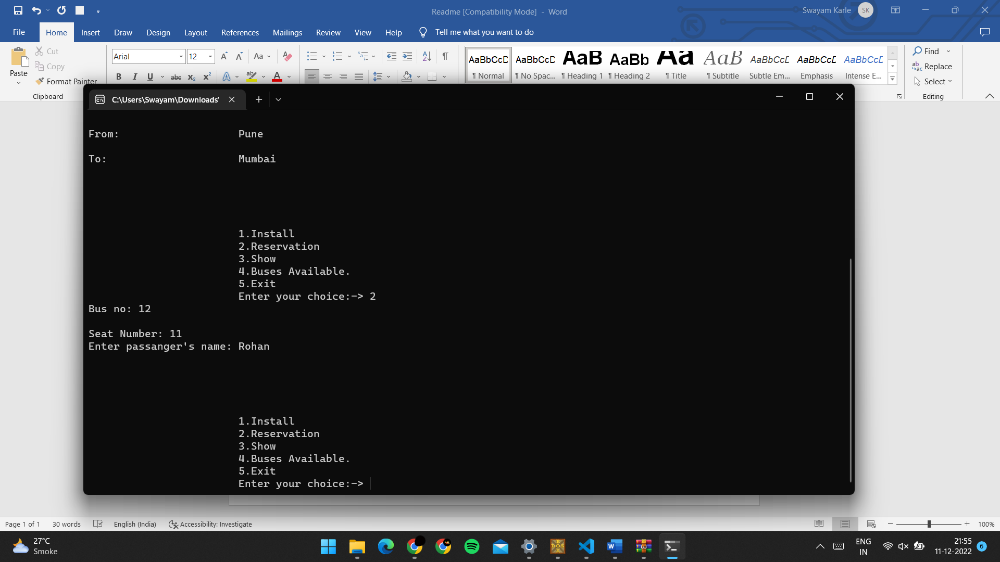 Readme [Compatibility Mode] - Word
Swayam Karle SK
File Home Insert Draw Design Layout References Mailings Review View Help Tell me what you want to do
Paste
Cut
Copy
Format Painter
Clipboard
Arial 12
AaBbCcD AaBbCcD AaB AaBb Aa AaB AaBbCcD AaBbCcL AaBbCcL
¶ Normal ¶ No Spac... ¶ Heading 1 ¶ Heading 2 ¶ Title ¶ Subtitle Subtle Em... Emphasis Intense E...
Find
Replace
Select
Editing
C:\Users\Swayam\Downloads\
From: Pune
To: Mumbai
1.Install
2.Reservation
3.Show
4.Buses Available.
5.Exit
Enter your choice:-> 2
Bus no: 12
Seat Number: 11
Enter passanger's name: Rohan
1.Install
2.Reservation
3.Show
4.Buses Available.
5.Exit
Enter your choice:->
Page 1 of 1 30 words English (India) Accessibility: Investigate 100%
27°C
Smoke
ENG
IN
21:55
11-12-2022
6